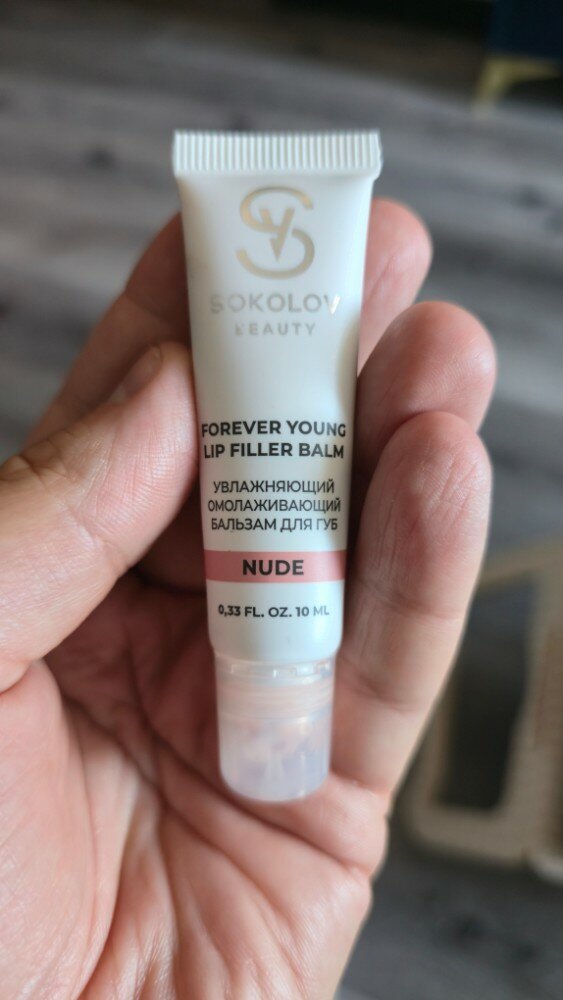 SOKOLOV
BEAUTY
FOREVER YOUNG
LIP FILLER BALM
УВЛАЖНЯЮЩИЙ
ОМОЛАЖИВАЮЩИЙ
БАЛЬЗАМ ДЛЯ ГУБ
NUDE
0,33 FL. OZ. 10 ML